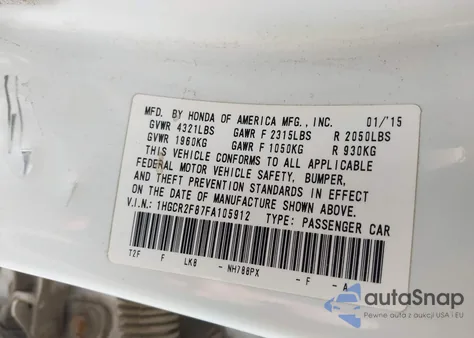 MFD. BY HONDA OF AMERICA MFG., INC. 01/'15
GVWR 4321LBS GAWR F 2315LBS R 2050LBS
GVWR 1960KG GAWR F 1050KG R 930KG
THIS VEHICLE CONFORMS TO ALL APPLICABLE
FEDERAL MOTOR VEHICLE SAFETY, BUMPER,
AND THEFT PREVENTION STANDARDS IN EFFECT
ON THE DATE OF MANUFACTURE SHOWN ABOVE.
V.I.N.: 1HGCR2F87FA105912 TYPE: PASSENGER CAR
T2F F LK8 - NH788PX - F - A
autoSnap
Pewne auta z aukcji USA i EU